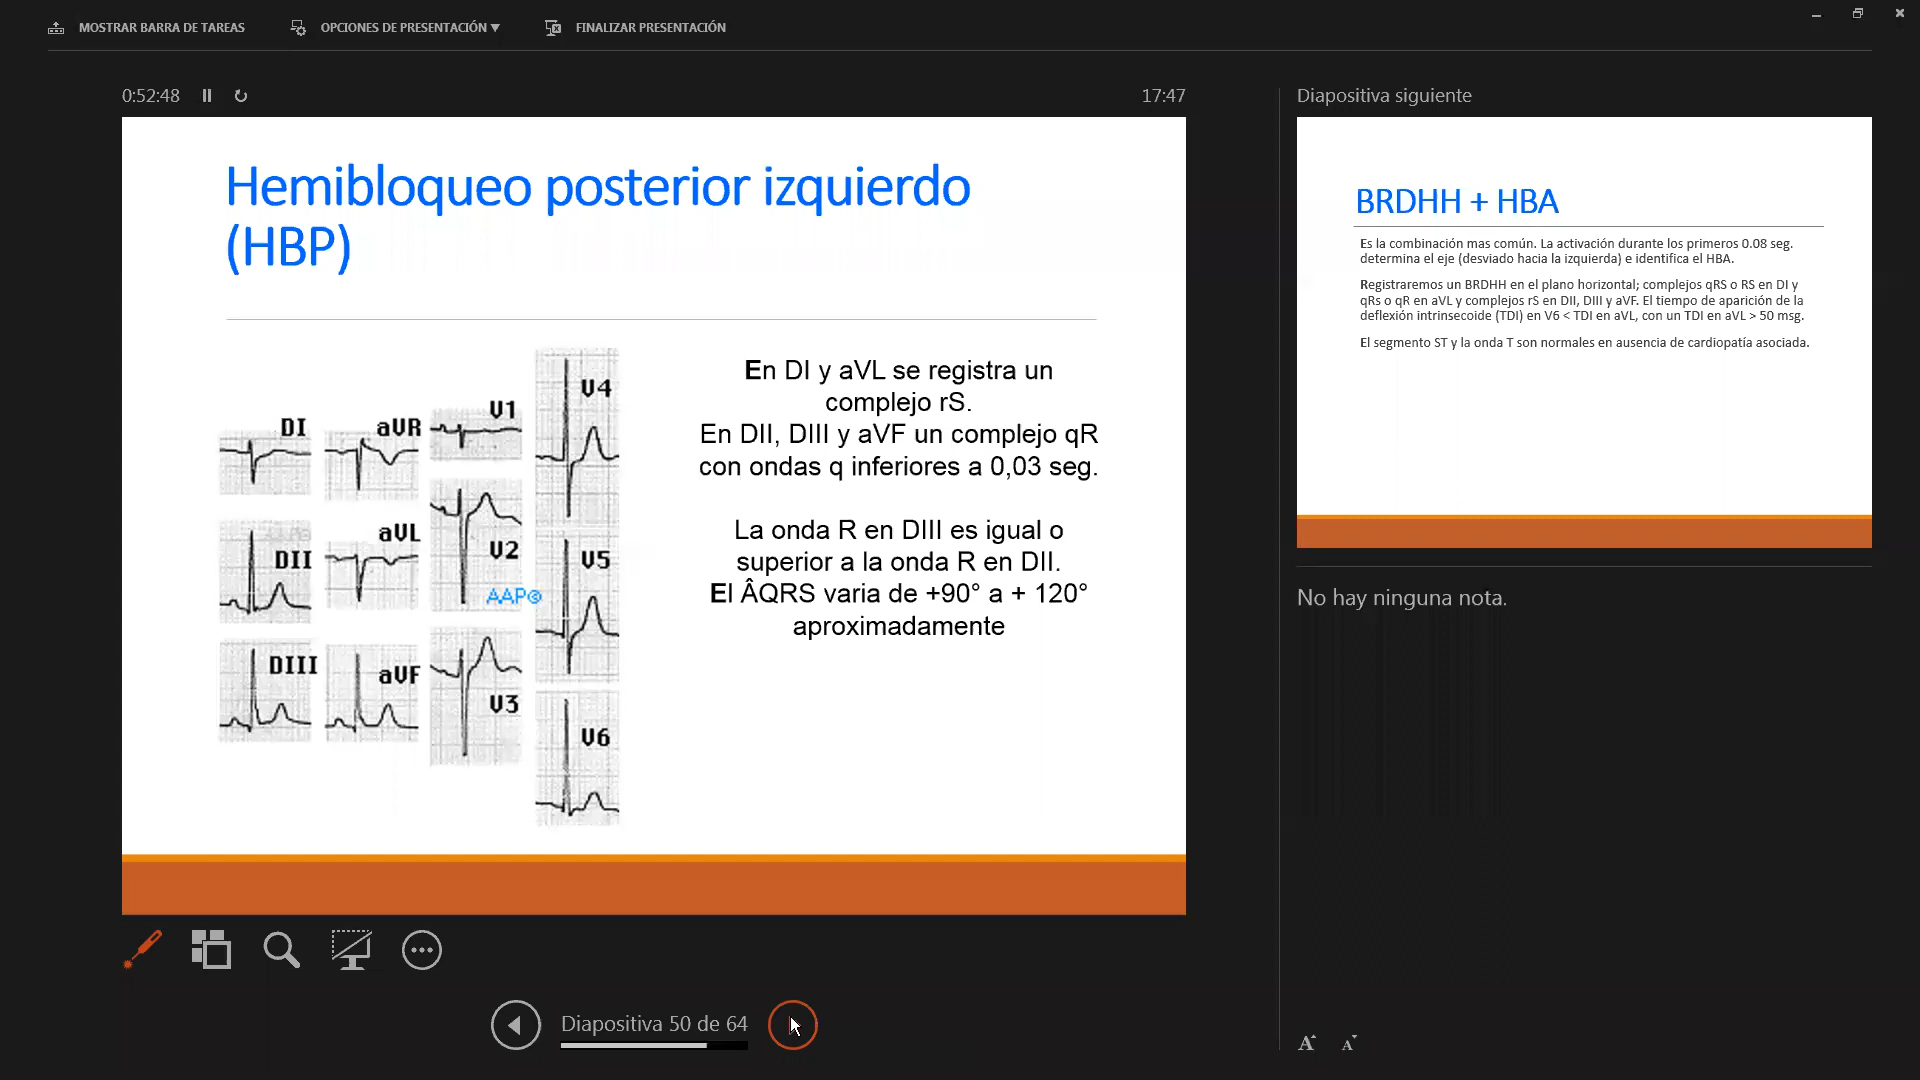 MOSTRAR BARRA DE TAREAS
OPCIONES DE PRESENTACIÓN ▼
FINALIZAR PRESENTACIÓN
0:52:48
17:47
Hemibloqueo posterior izquierdo
(HBP)
DI
aVR
V1
V4
DII
aVL
V2
V5
AAP©
DIII
aVF
V3
V6
En DI y aVL se registra un
complejo rS.
En DII, DIII y aVF un complejo qR
con ondas q inferiores a 0,03 seg.
La onda R en DIII es igual o
superior a la onda R en DII.
El ÂQRS varia de +90° a + 120°
aproximadamente
Diapositiva 50 de 64
Diapositiva siguiente
BRDHH + HBA
Es la combinación mas común. La activación durante los primeros 0.08 seg.
determina el eje (desviado hacia la izquierda) e identifica el HBA.
Registraremos un BRDHH en el plano horizontal; complejos qRS o RS en DI y
qRs o qR en aVL y complejos rS en DII, DIII y aVF. El tiempo de aparición de la
deflexión intrinsecoide (TDI) en V6 < TDI en aVL, con un TDI en aVL > 50 msg.
El segmento ST y la onda T son normales en ausencia de cardiopatía asociada.
No hay ninguna nota.
A A